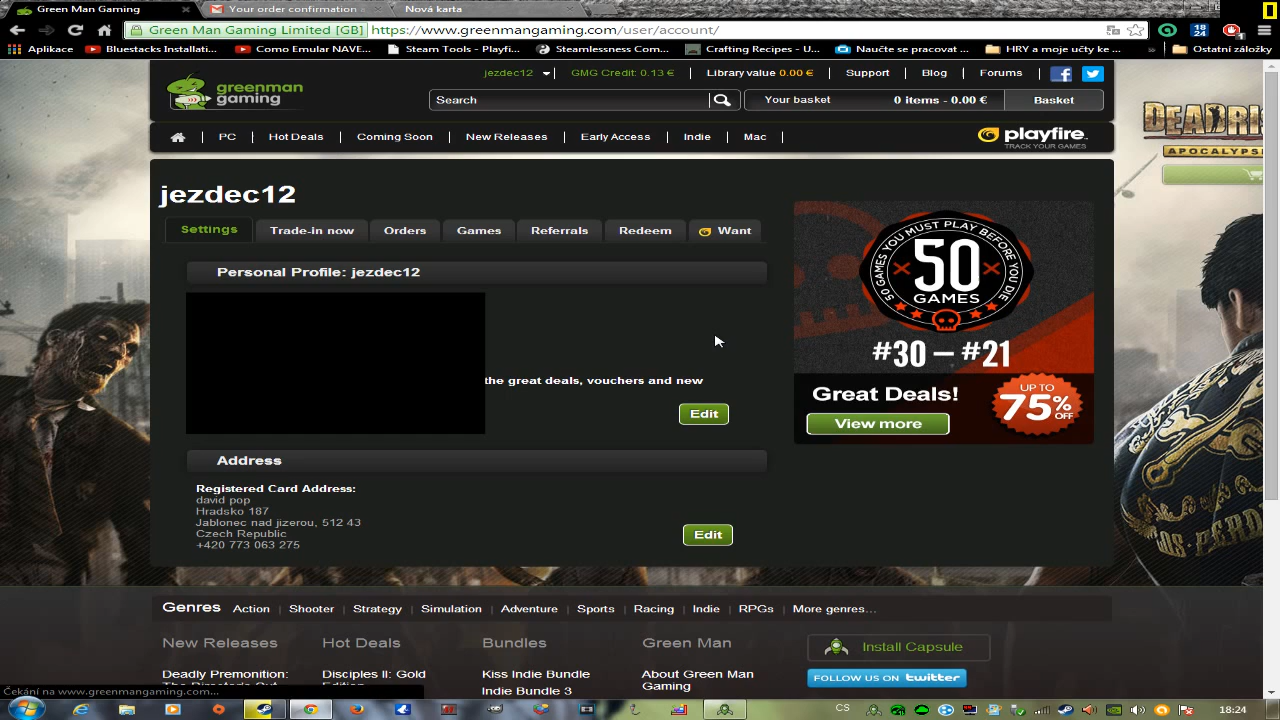 Green Man Gaming
Your order confirmation a
Nová karta
Green Man Gaming Limited [GB]
https://www.greenmangaming.com/user/account/
18
24
Aplikace
Bluestacks Installati...
Como Emular NAVE...
Steam Tools - Playfi...
Seamlessness Com...
Crafting Recipes - U...
Naučte se pracovat ...
HRY a moje učty ke ...
»
Ostatní záložky
greenman
gaming
jezdec12
GMG Credit: 0.13 €
Library value 0.00 €
Support
Blog
Forums
Search
Your basket
0 items - 0.00 €
Basket
PC
Hot Deals
Coming Soon
New Releases
Early Access
Indie
Mac
playfire
TRACK YOUR GAMES
DEADRIS
APOCALYPS
jezdec12
Settings
Trade-in now
Orders
Games
Referrals
Redeem
Want
Personal Profile: jezdec12
the great deals, vouchers and new
Edit
50 GAMES YOU MUST PLAY BEFORE YOU DIE
50
GAMES
#30 — #21
Great Deals!
View more
UP TO
75%
OFF
Address
Registered Card Address:
david pop
Hradsko 187
Jablonec nad jizerou, 512 43
Czech Republic
+420 773 063 275
Edit
Genres
Action
Shooter
Strategy
Simulation
Adventure
Sports
Racing
Indie
RPGs
More genres...
New Releases
Hot Deals
Bundles
Green Man
Install Capsule
Deadly Premonition:
Disciples II: Gold
Kiss Indie Bundle
About Green Man
Gaming
FOLLOW US ON twitter
Indie Bundle 3
Čekání na www.greenmangaming.com...
CS
18:24